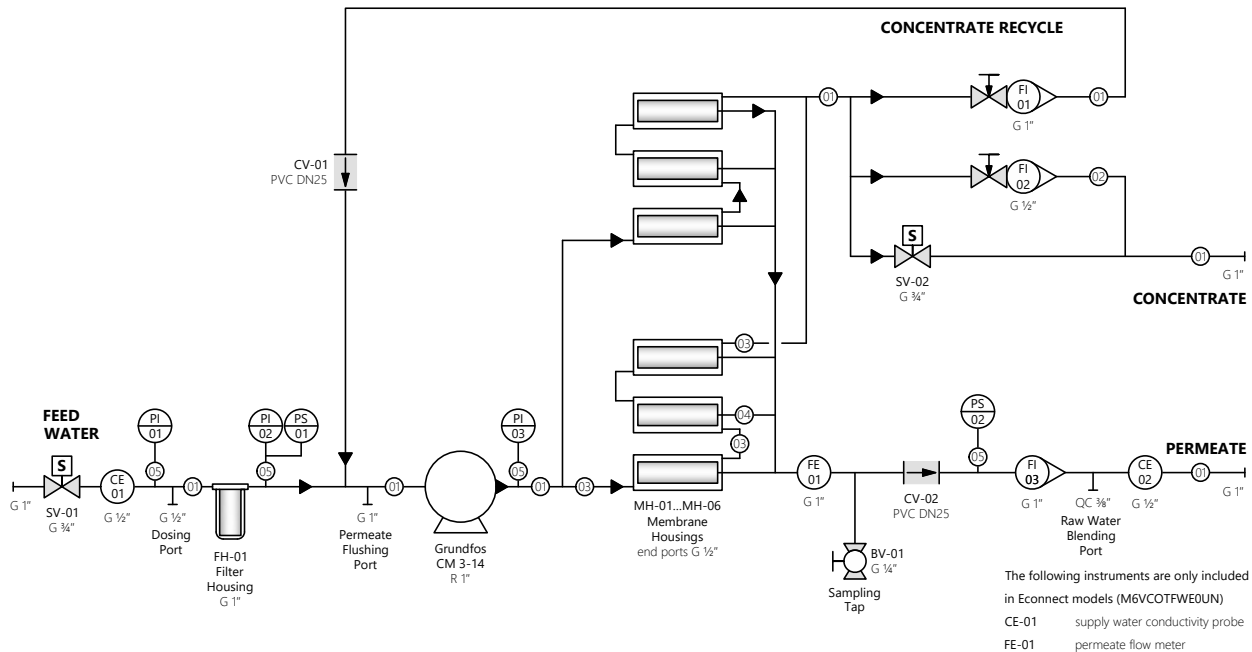 CONCENTRATE RECYCLE
01
FI
01
01
G 1"
CV-01
PVC DN25
FI
02
02
G ½"
S
SV-02
G ¾"
01
G 1"
CONCENTRATE
03
04
03
FEED
WATER
PI
01
PI
02
PS
01
PI
03
PS
02
PERMEATE
S
CE
01
05
01
05
01
05
01
03
FE
01
05
FI
03
CE
02
01
G 1"
SV-01
G ¾"
G ½"
G ½"
Dosing
Port
FH-01
Filter
Housing
G 1"
G 1"
Permeate
Flushing
Port
Grundfos
CM 3-14
R 1"
MH-01...MH-06
Membrane
Housings
end ports G ½"
G 1"
CV-02
PVC DN25
G 1"
QC ⅜"
Raw Water
Blending
Port
G ½"
G 1"
BV-01
G ¼"
Sampling
Tap
The following instruments are only included
in Econnect models (M6VCOTFWE0UN)
CE-01 supply water conductivity probe
FE-01 permeate flow meter